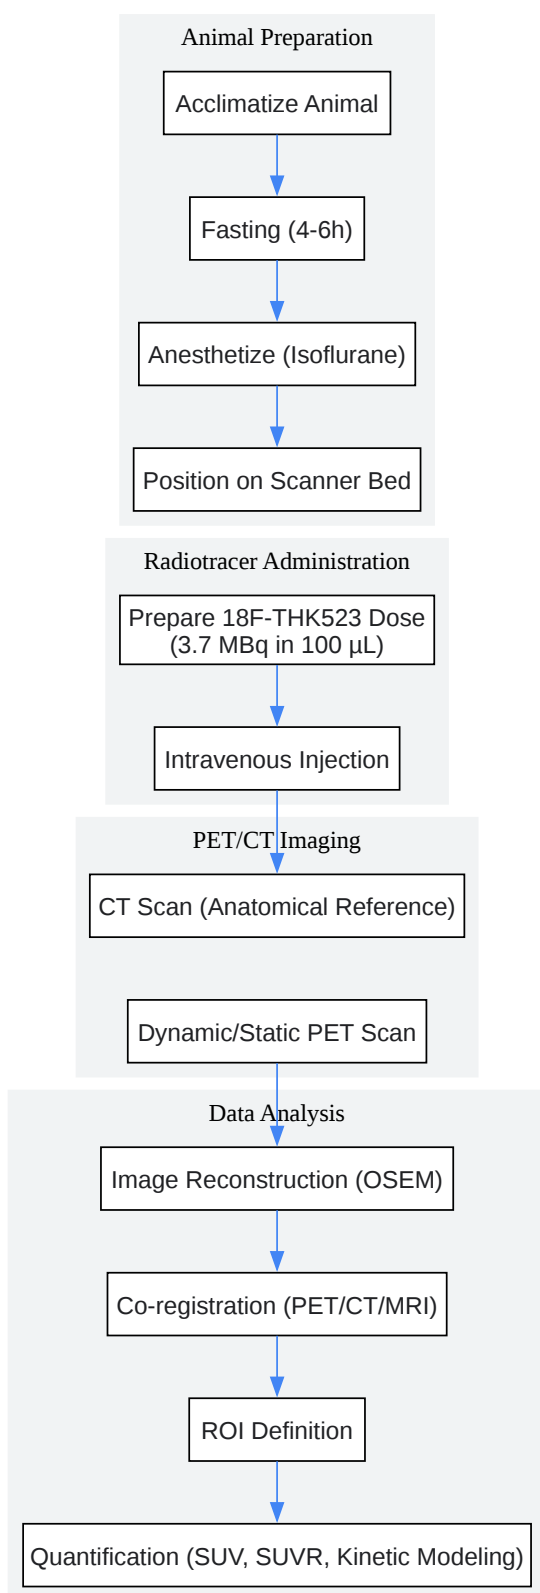 Animal Preparation
Acclimatize Animal
Fasting (4-6h)
Anesthetize (Isoflurane)
Position on Scanner Bed
Radiotracer Administration
Prepare 18F-THK523 Dose
(3.7 MBq in 100 µL)
Intravenous Injection
PET/CT Imaging
CT Scan (Anatomical Reference)
Dynamic/Static PET Scan
Data Analysis
Image Reconstruction (OSEM)
Co-registration (PET/CT/MRI)
ROI Definition
Quantification (SUV, SUVR, Kinetic Modeling)